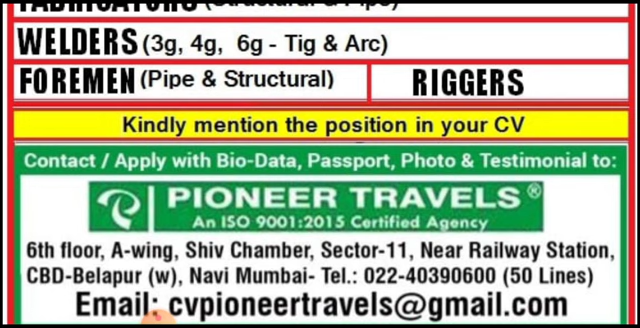 FABRICATORS (Structural & Pipe)
WELDERS (3g, 4g, 6g - Tig & Arc)
FOREMEN (Pipe & Structural) RIGGERS
Kindly mention the position in your CV
Contact / Apply with Bio-Data, Passport, Photo & Testimonial to:
PIONEER TRAVELS ®
An ISO 9001:2015 Certified Agency
6th floor, A-wing, Shiv Chamber, Sector-11, Near Railway Station,
CBD-Belapur (w), Navi Mumbai- Tel.: 022-40390600 (50 Lines)
Email: cvpioneertravels@gmail.com